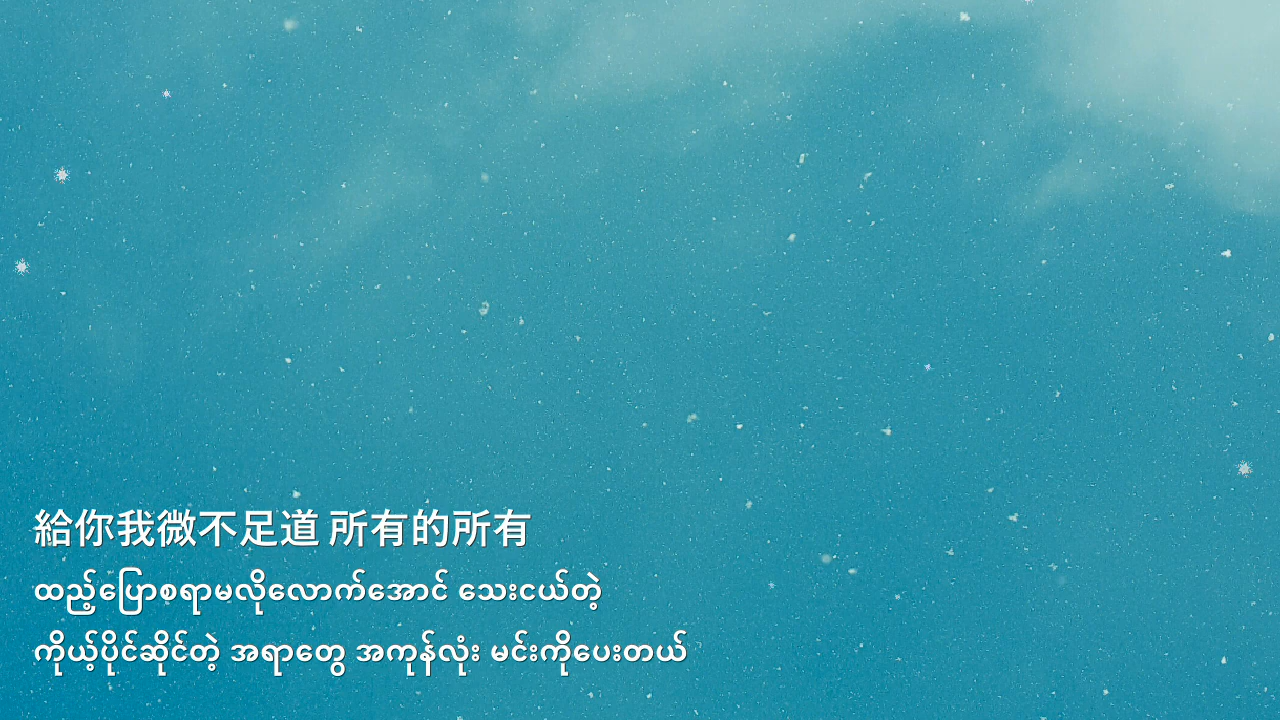 給你我微不足道 所有的所有
ထည့်ပြောစရာမလိုလောက်အောင် သေးငယ်တဲ့
ကိုယ့်ပိုင်ဆိုင်တဲ့ အရာတွေ အကုန်လုံး မင်းကိုပေးတယ်